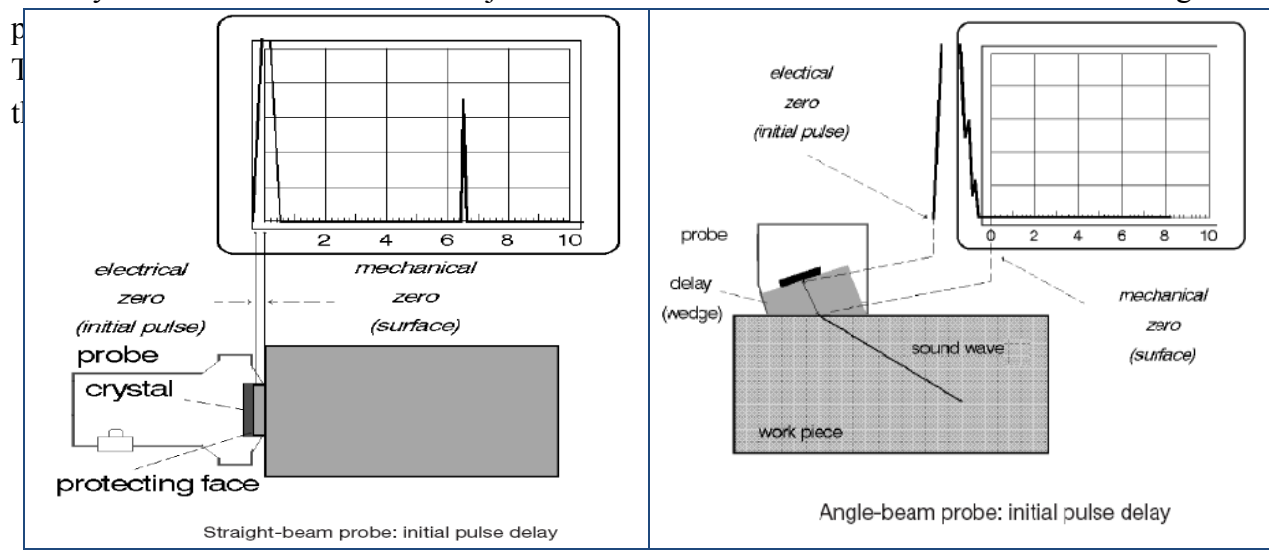 2 4 6 8 10
electrical
zero
(initial pulse)
mechanical
zero
(surface)
probe
crystal
protecting face
Straight-beam probe: initial pulse delay
electical
zero
(initial pulse)
0 2 4 6 8 10
probe
delay
(wedge)
mechanical
zero
(surface)
sound wave
work piece
Angle-beam probe: initial pulse delay